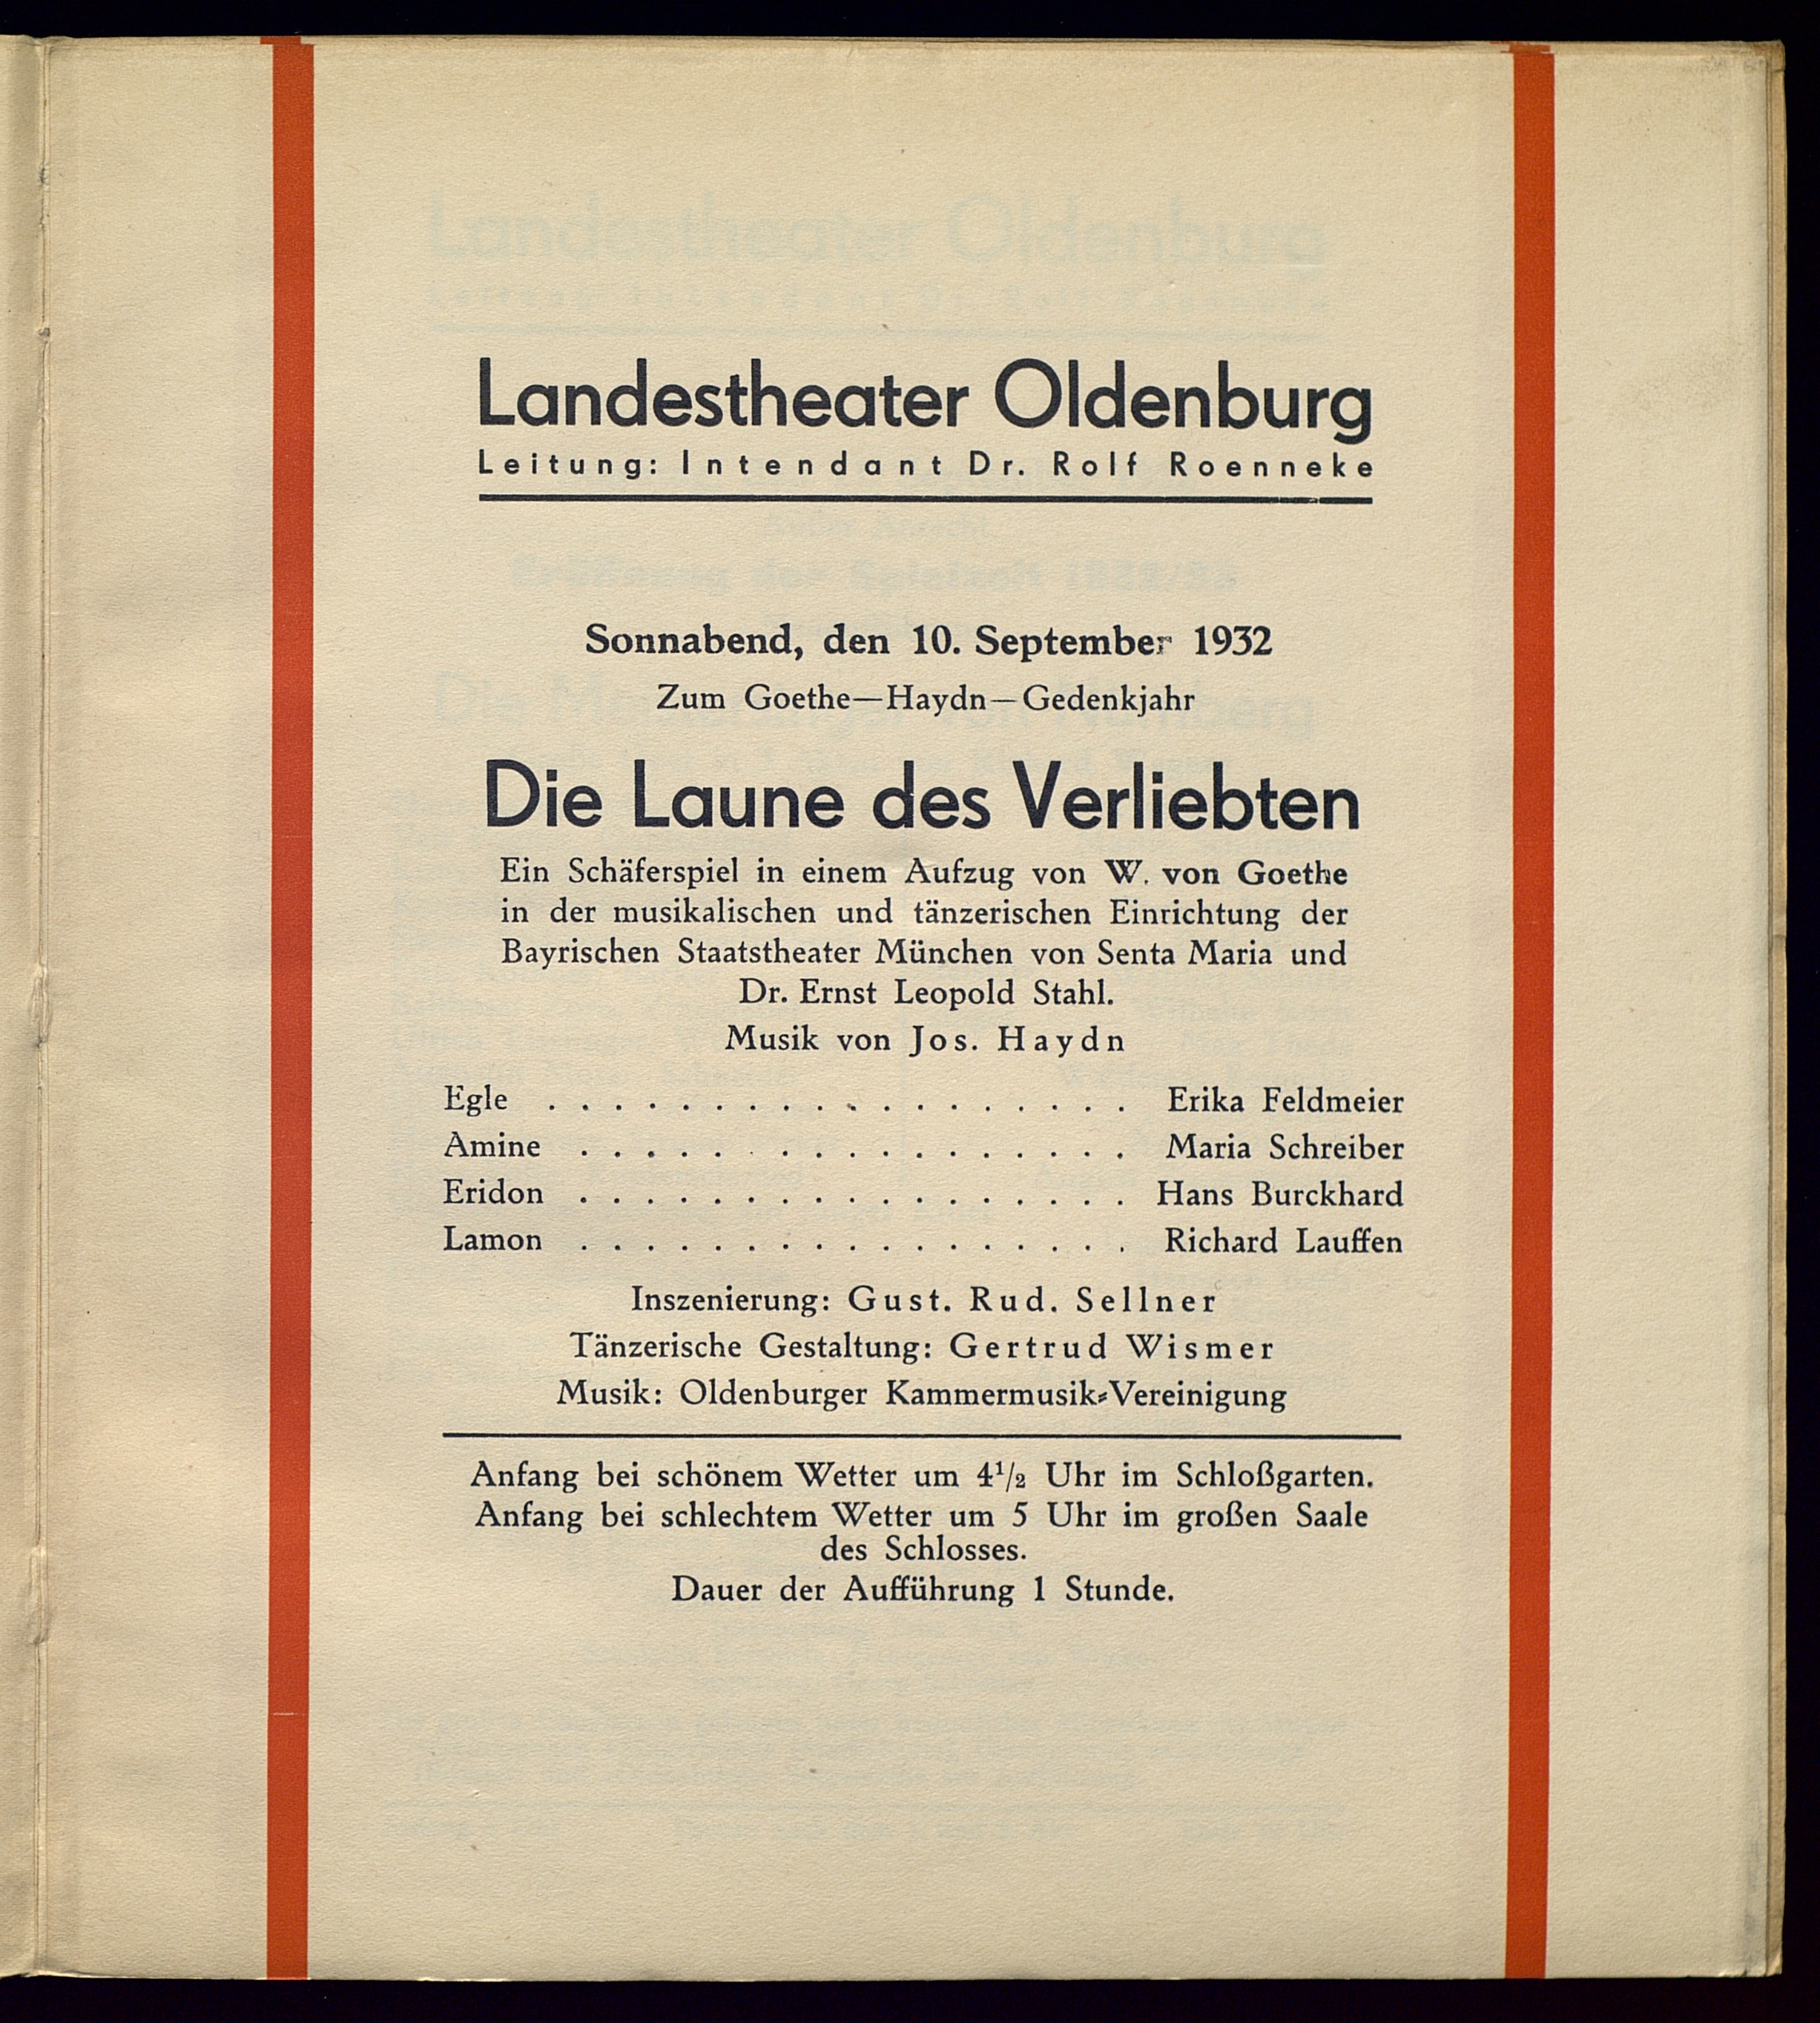 Landestheater Oldenburg
Leitung: Intendant Dr. Rolf Roenneke
Sonnabend, den 10. September 1932
Zum Goethe—Haydn—Gedenkjahr
Die Laune des Verliebten
Ein Schäferspiel in einem Aufzug von W. von Goethe
in der musikalischen und tänzerischen Einrichtung der
Bayrischen Staatstheater München von Senta Maria und
Dr. Ernst Leopold Stahl.
Musik von Jos. Haydn
Egle . . . . . . . . . . . . . . . . . . Erika Feldmeier
Amine . . . . . . . . . . . . . . . . . Maria Schreiber
Eridon . . . . . . . . . . . . . . . . . Hans Burckhard
Lamon . . . . . . . . . . . . . . . . . Richard Lauffen
Inszenierung: Gust. Rud. Sellner
Tänzerische Gestaltung: Gertrud Wismer
Musik: Oldenburger Kammermusik-Vereinigung
Anfang bei schönem Wetter um 4½ Uhr im Schloßgarten.
Anfang bei schlechtem Wetter um 5 Uhr im großen Saale
des Schlosses.
Dauer der Aufführung 1 Stunde.